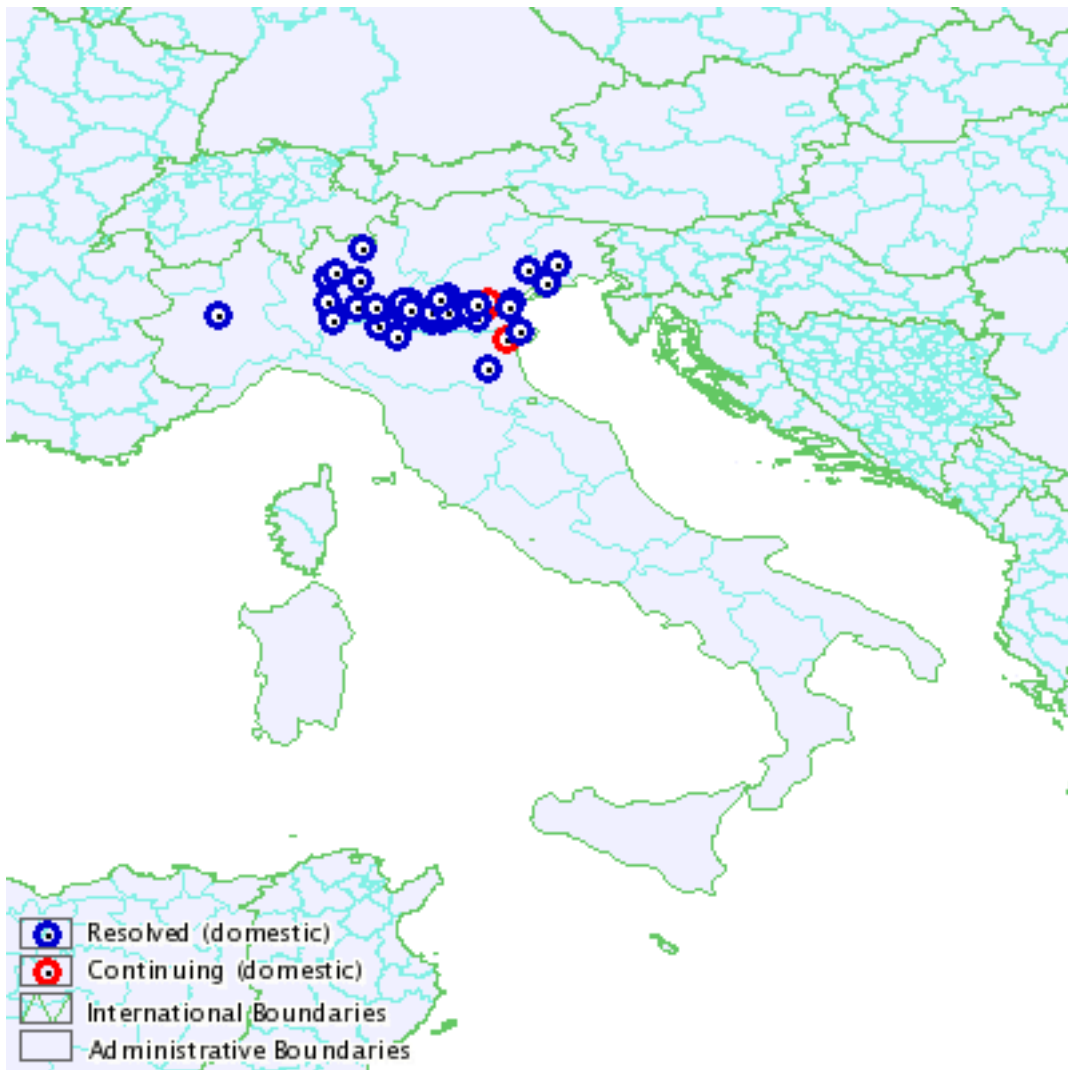 Resolved (domestic)
Continuing (domestic)
International Boundaries
Administrative Boundaries